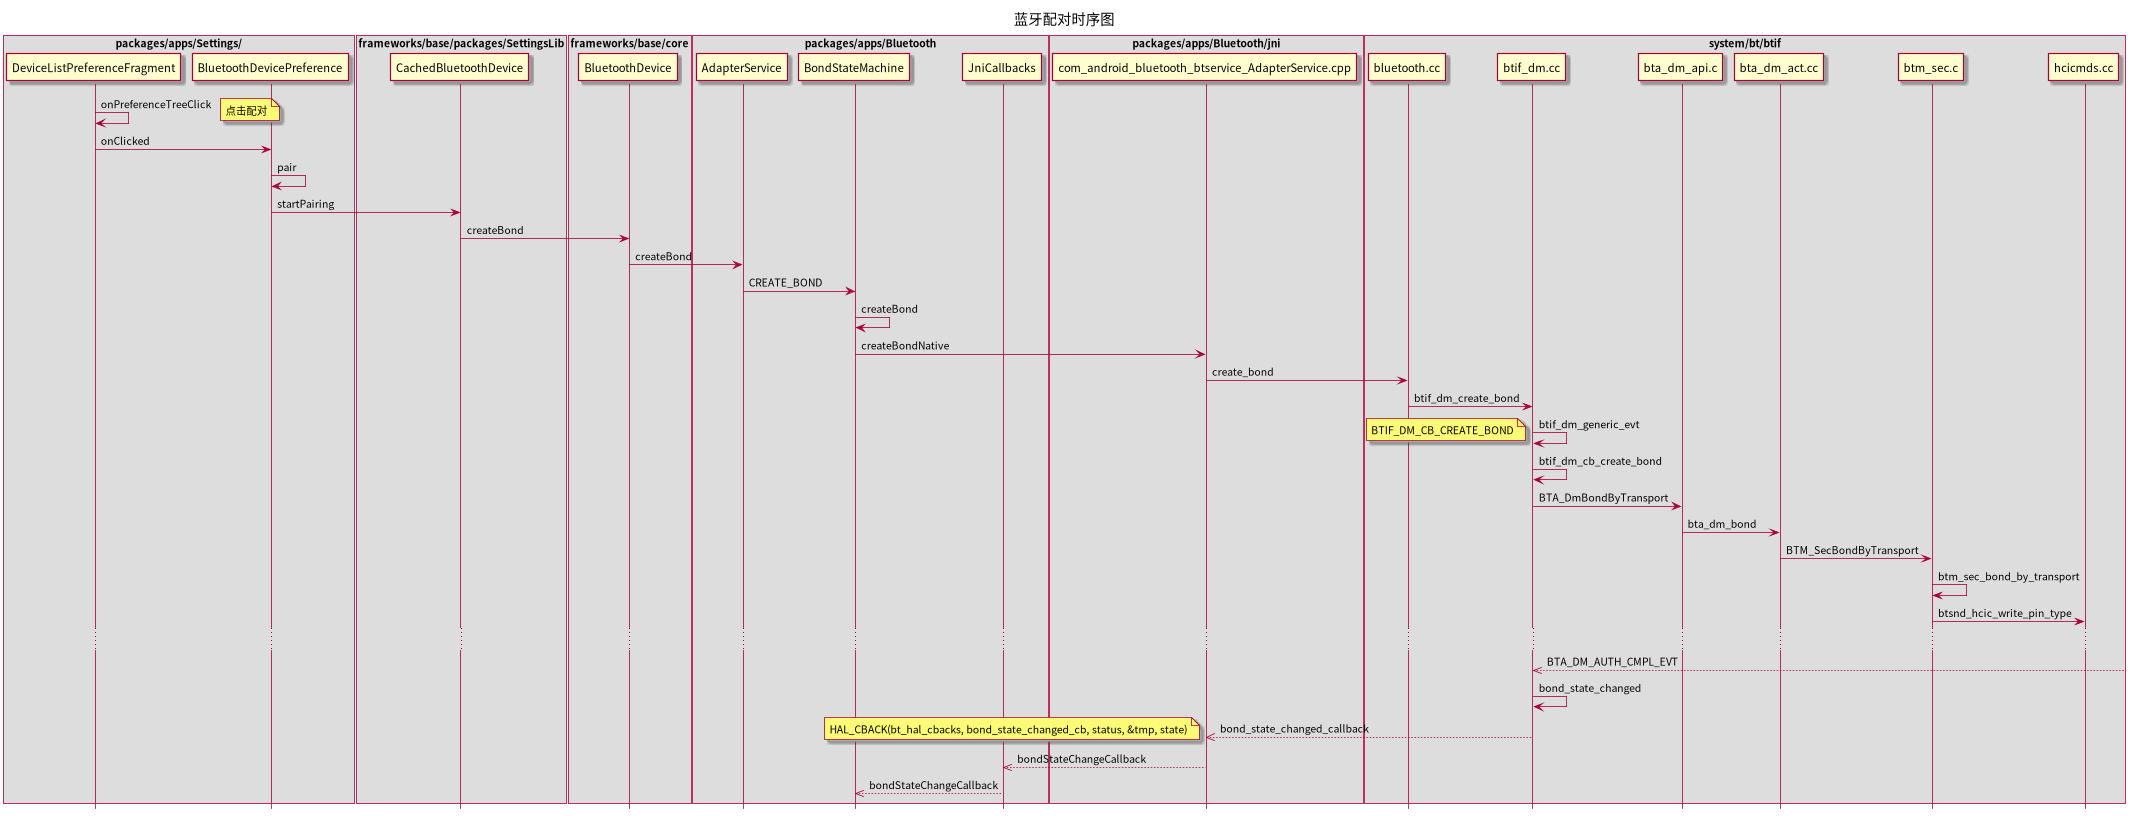 蓝牙配对时序图
packages/apps/Settings/
frameworks/base/packages/SettingsLib
frameworks/base/core
packages/apps/Bluetooth
packages/apps/Bluetooth/jni
system/bt/btif
DeviceListPreferenceFragment
BluetoothDevicePreference
CachedBluetoothDevice
BluetoothDevice
AdapterService
BondStateMachine
JniCallbacks
com_android_bluetooth_btservice_AdapterService.cpp
bluetooth.cc
btif_dm.cc
bta_dm_api.c
bta_dm_act.cc
btm_sec.c
hcicmds.cc
onPreferenceTreeClick
点击配对
onClicked
pair
startPairing
createBond
createBond
CREATE_BOND
createBond
createBondNative
create_bond
btif_dm_create_bond
BTIF_DM_CB_CREATE_BOND
btif_dm_generic_evt
btif_dm_cb_create_bond
BTA_DmBondByTransport
bta_dm_bond
BTM_SecBondByTransport
btm_sec_bond_by_transport
btsnd_hcic_write_pin_type
BTA_DM_AUTH_CMPL_EVT
bond_state_changed
HAL_CBACK(bt_hal_cbacks, bond_state_changed_cb, status, &tmp, state)
bond_state_changed_callback
bondStateChangeCallback
bondStateChangeCallback